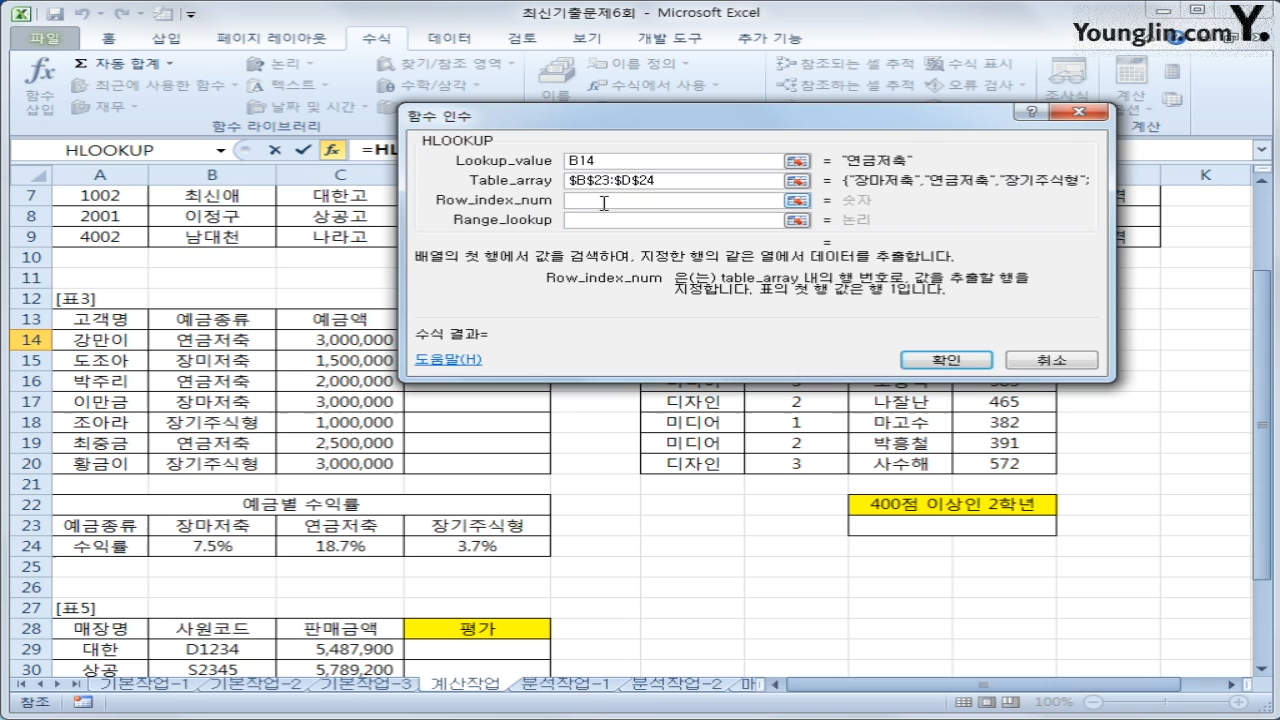 최신기출문제6회 - Microsoft Excel
Younglin.com Y.
파일 홈 삽입 페이지 레이아웃 수식 데이터 검토 보기 개발 도구 추가 기능
fx 함수 삽입
Σ 자동 합계
최근에 사용한 함수
재무
논리
텍스트
날짜 및 시간
찾기/참조 영역
수학/삼각
함수 라이브러리
이름
이름 정의
수식에서 사용
참조되는 셀 추적
참조하는 셀 추적
수식 표시
오류 검사
조사식
계산 옵션
계산
HLOOKUP fx =HL
함수 인수
HLOOKUP
Lookup_value B14 = "연금저축"
Table_array $B$23:$D$24 = {"장마저축","연금저축","장기주식형";
Row_index_num = 숫자
Range_lookup = 논리
=
배열의 첫 행에서 값을 검색하여, 지정한 행의 같은 열에서 데이터를 추출합니다.
Row_index_num 은(는) table_array 내의 행 번호로, 값을 추출할 행을
지정합니다. 표의 첫 행 값은 행 1입니다.
수식 결과=
도움말(H) 확인 취소
A B C K
7 1002 최신애 대한고
8 2001 이정구 상공고
9 4002 남대천 나라고
10
11
12 [표3]
13 고객명 예금종류 예금액
14 강만이 연금저축 3,000,000
15 도조아 장미저축 1,500,000
16 박주리 연금저축 2,000,000
17 이만금 장마저축 3,000,000 디자인 2 나잘난 465
18 조아라 장기주식형 1,000,000 미디어 1 마고수 382
19 최중금 연금저축 2,500,000 미디어 2 박흥철 391
20 황금이 장기주식형 3,000,000 디자인 3 사수해 572
21
22 예금별 수익률 400점 이상인 2학년
23 예금종류 장마저축 연금저축 장기주식형
24 수익률 7.5% 18.7% 3.7%
25
26
27 [표5]
28 매장명 사원코드 판매금액 평가
29 대한 D1234 5,487,900
30 상공 S2345 5,789,200
기본작업-1 기본작업-2 기본작업-3 계산작업 분석작업-1 분석작업-2 매
참조 100%